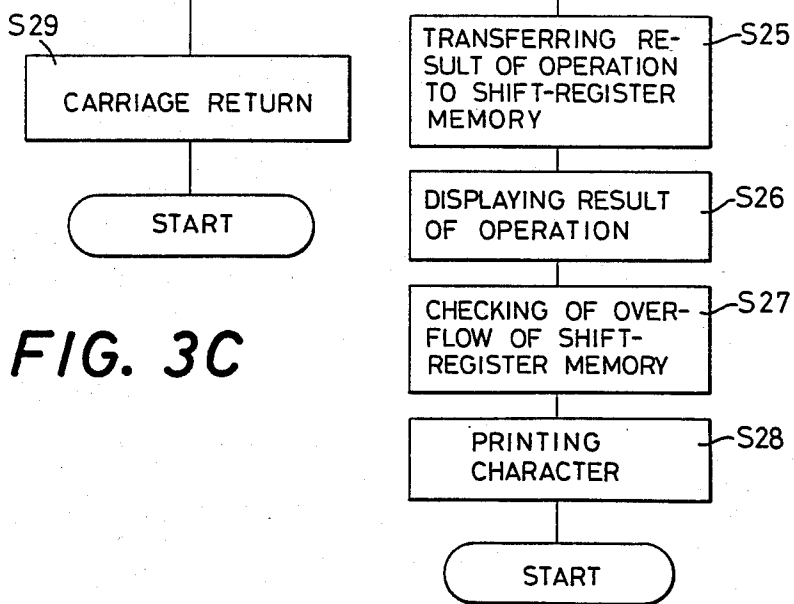 S29
CARRIAGE RETURN
START
FIG. 3C
TRANSFERRING RE-
SULT OF OPERATION
TO SHIFT-REGISTER
MEMORY
S25
DISPLAYING RESULT
OF OPERATION
S26
CHECKING OF OVER-
FLOW OF SHIFT-
REGISTER MEMORY
S27
PRINTING
CHARACTER
S28
START